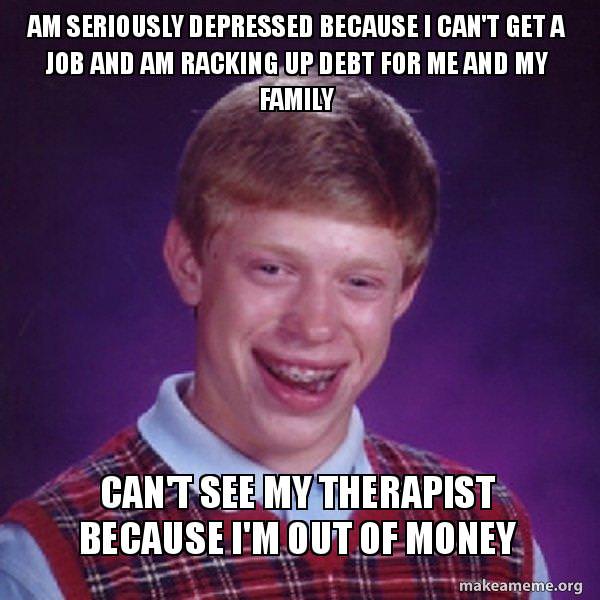 AM SERIOUSLY DEPRESSED BECAUSE I CAN'T GET A
JOB AND AM RACKING UP DEBT FOR ME AND MY
FAMILY
CAN'T SEE MY THERAPIST
BECAUSE I'M OUT OF MONEY
makeameme.org